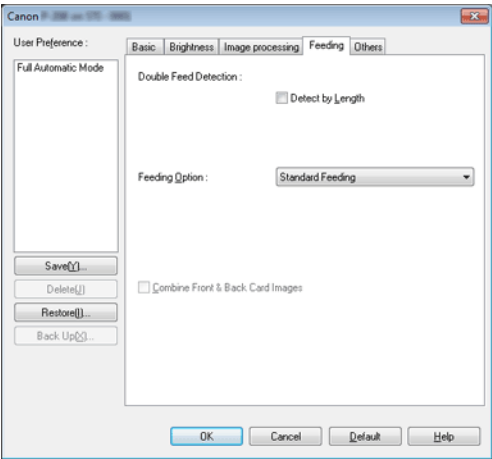 Canon
User Preference :
Full Automatic Mode
Save(Y)...
Delete(J)
Restore(I)...
Back Up(X)...
Basic
Brightness
Image processing
Feeding
Others
Double Feed Detection :
Detect by Length
Feeding Option :
Standard Feeding
Combine Front & Back Card Images
OK
Cancel
Default
Help